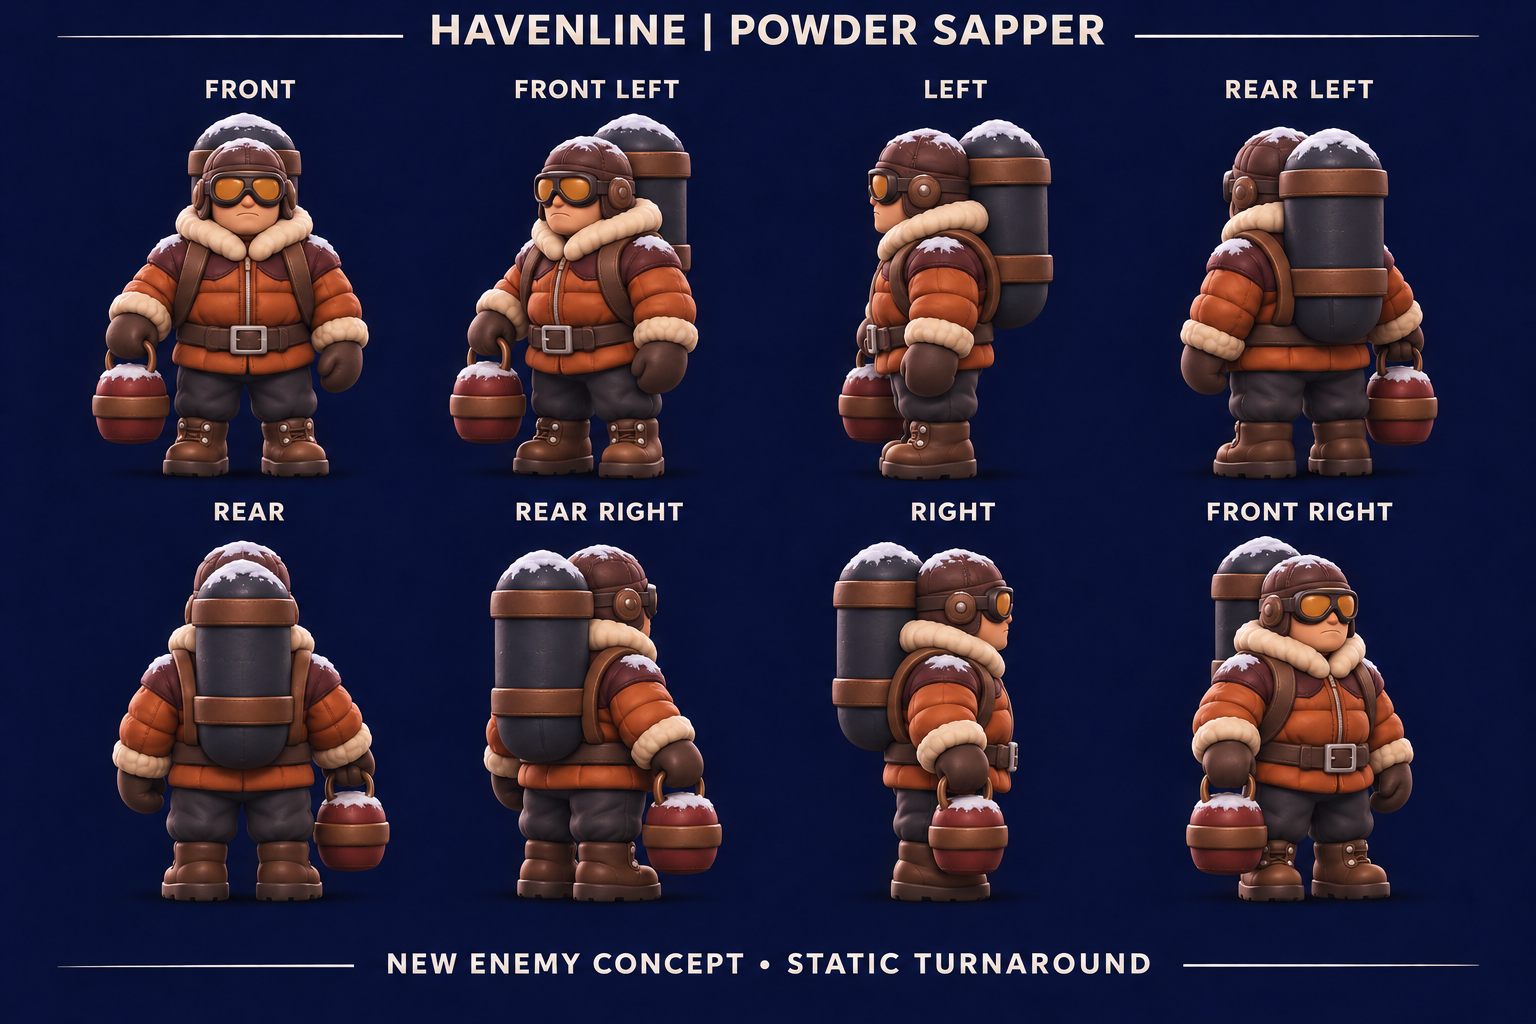 HAVENLINE | POWDER SAPPER
FRONT
FRONT LEFT
LEFT
REAR LEFT
REAR
REAR RIGHT
RIGHT
FRONT RIGHT
NEW ENEMY CONCEPT • STATIC TURNAROUND